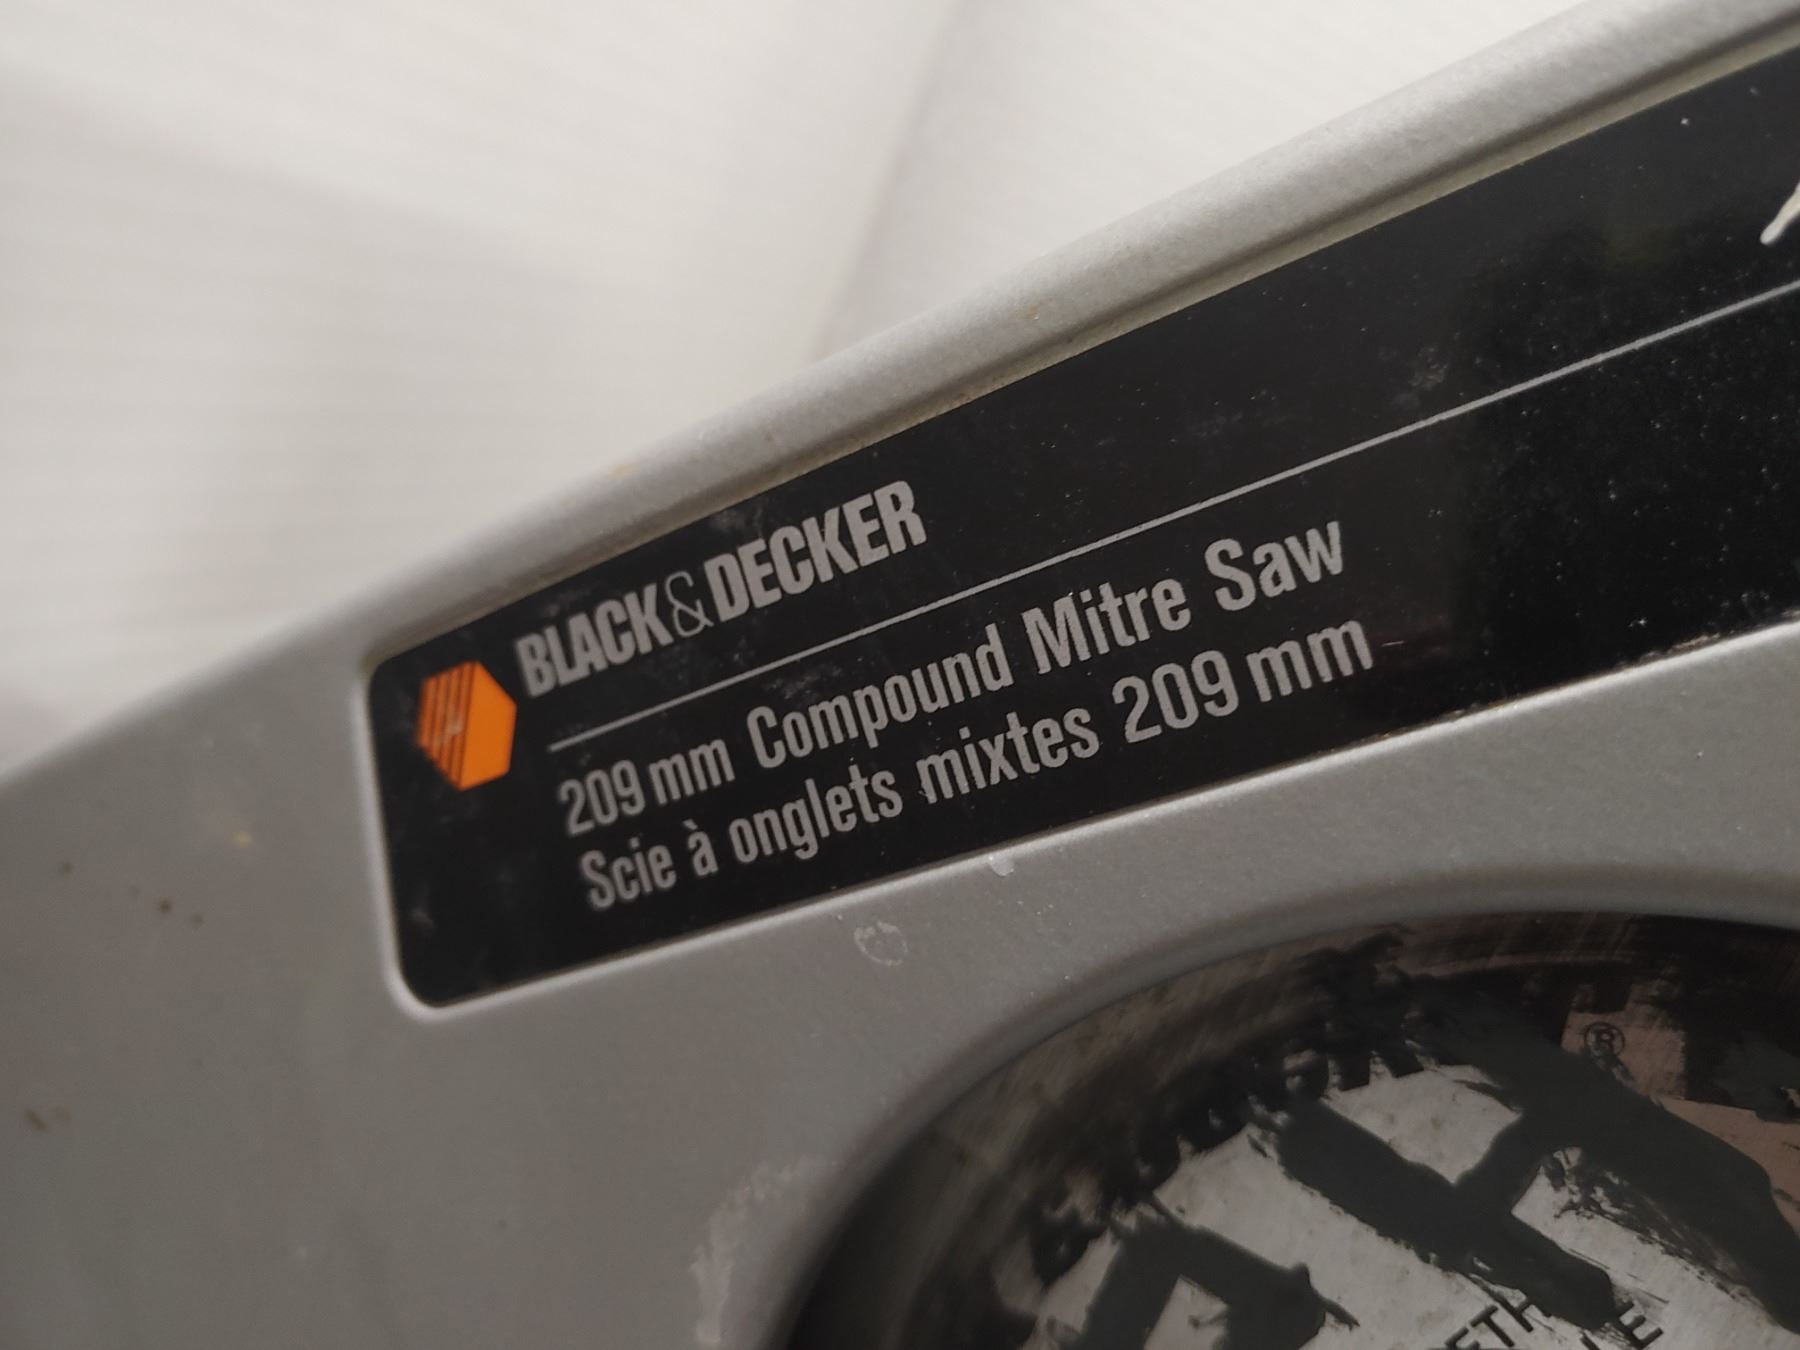 BLACK&DECKER
209 mm Compound Mitre Saw
Scie à onglets mixtes 209 mm
®